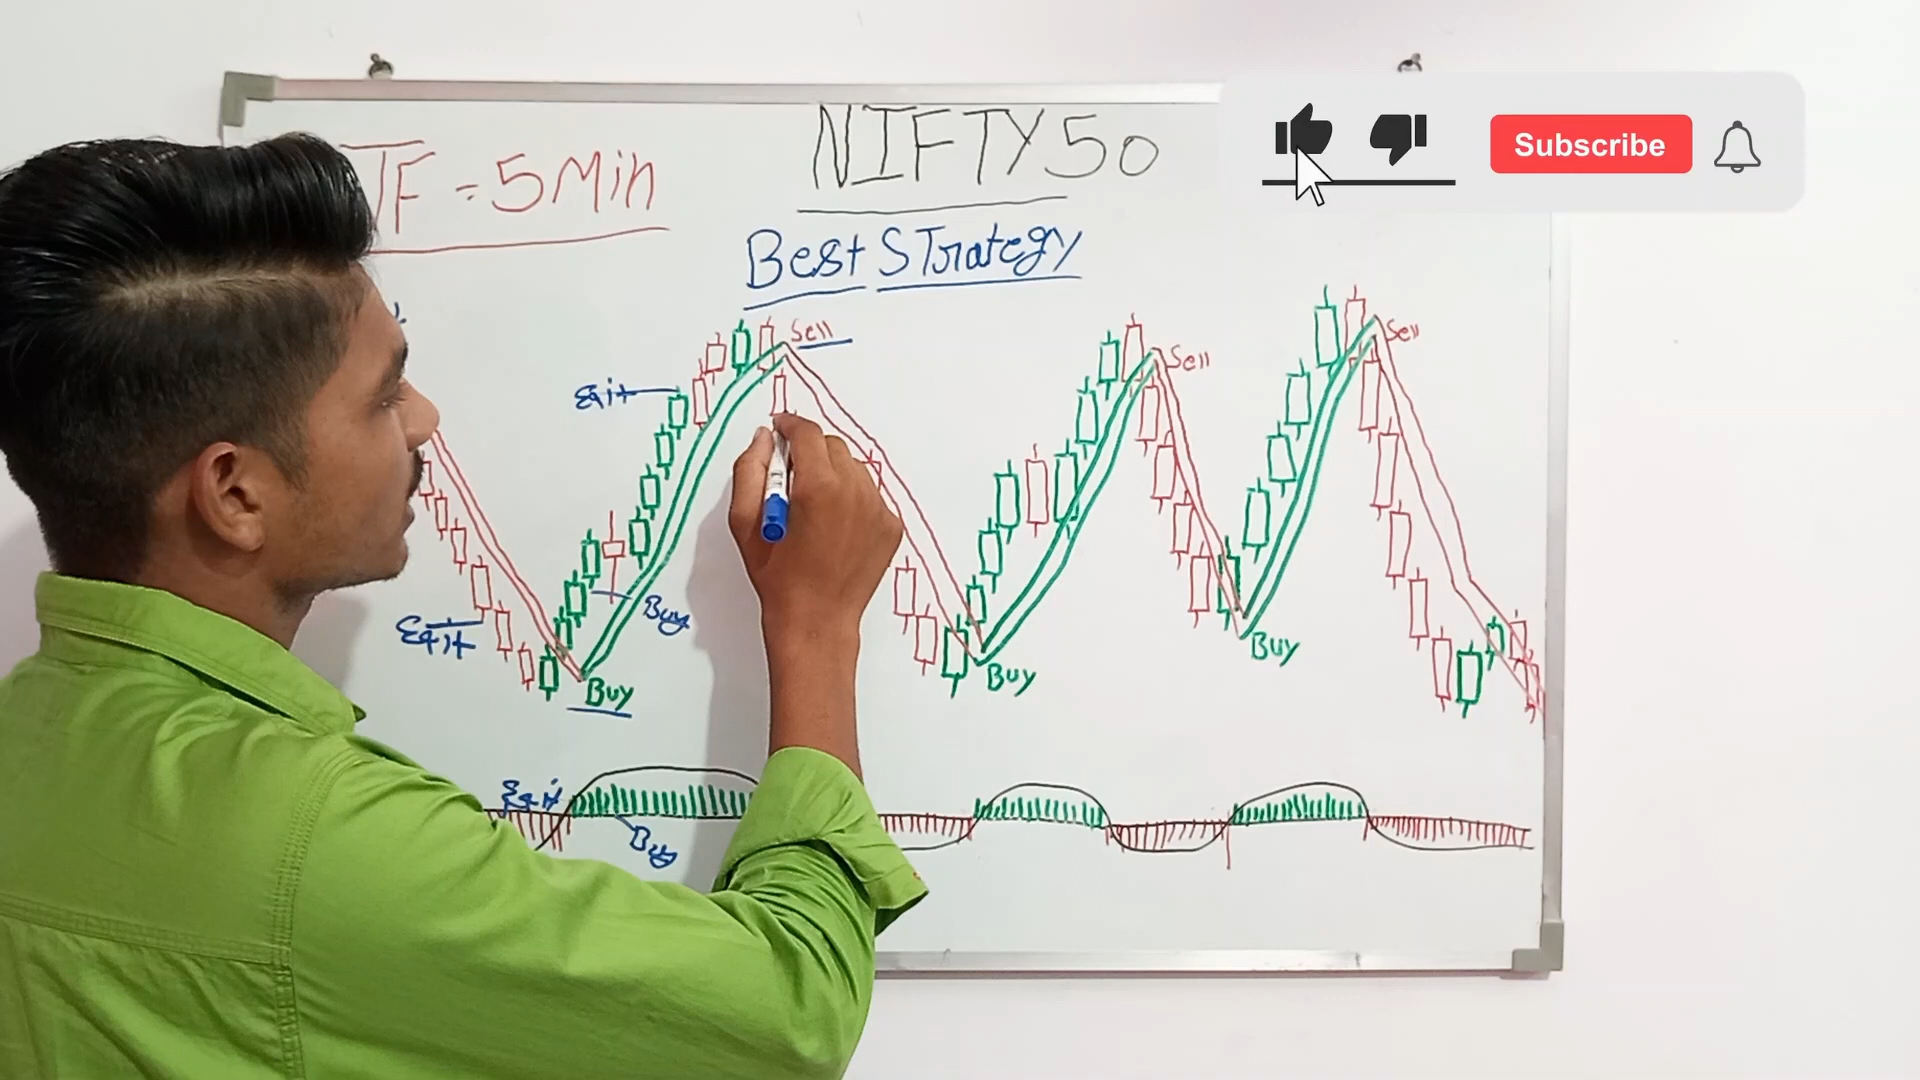 NIFTY50
Subscribe
TF = 5Min
Best STrategy
Sell
Sell
Sell
Exit
Buy
Exit
Buy
Buy
Buy
Exit
Buy